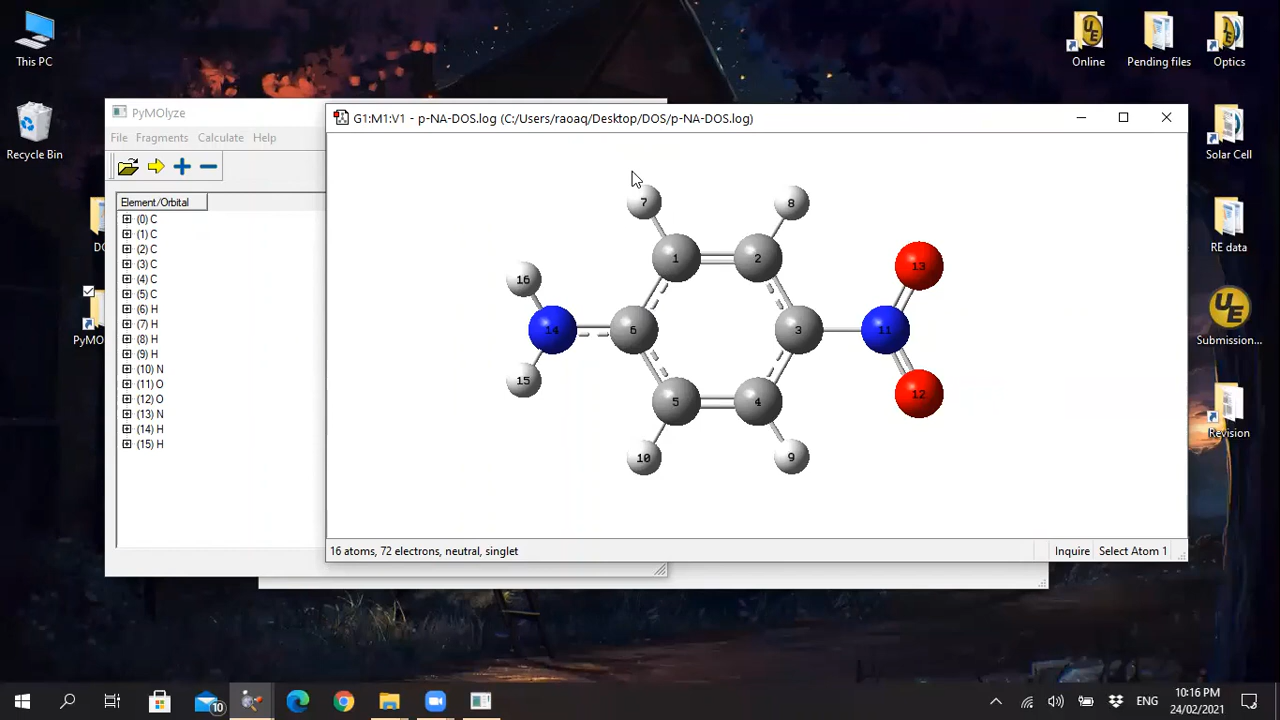 This PC
Recycle Bin
DO
PyMO
Online
Pending files
Optics
Solar Cell
RE data
Submission...
Revision
PyMOlyze
File Fragments Calculate Help
Element/Orbital
(0) C
(1) C
(2) C
(3) C
(4) C
(5) C
(6) H
(7) H
(8) H
(9) H
(10) N
(11) O
(12) O
(13) N
(14) H
(15) H
G1:M1:V1 - p-NA-DOS.log (C:/Users/raoaq/Desktop/DOS/p-NA-DOS.log)
7 8
1 2 13
16
14 6 3 11
15
5 4 12
10 9
16 atoms, 72 electrons, neutral, singlet
Inquire Select Atom 1
10
ENG
10:16 PM
24/02/2021